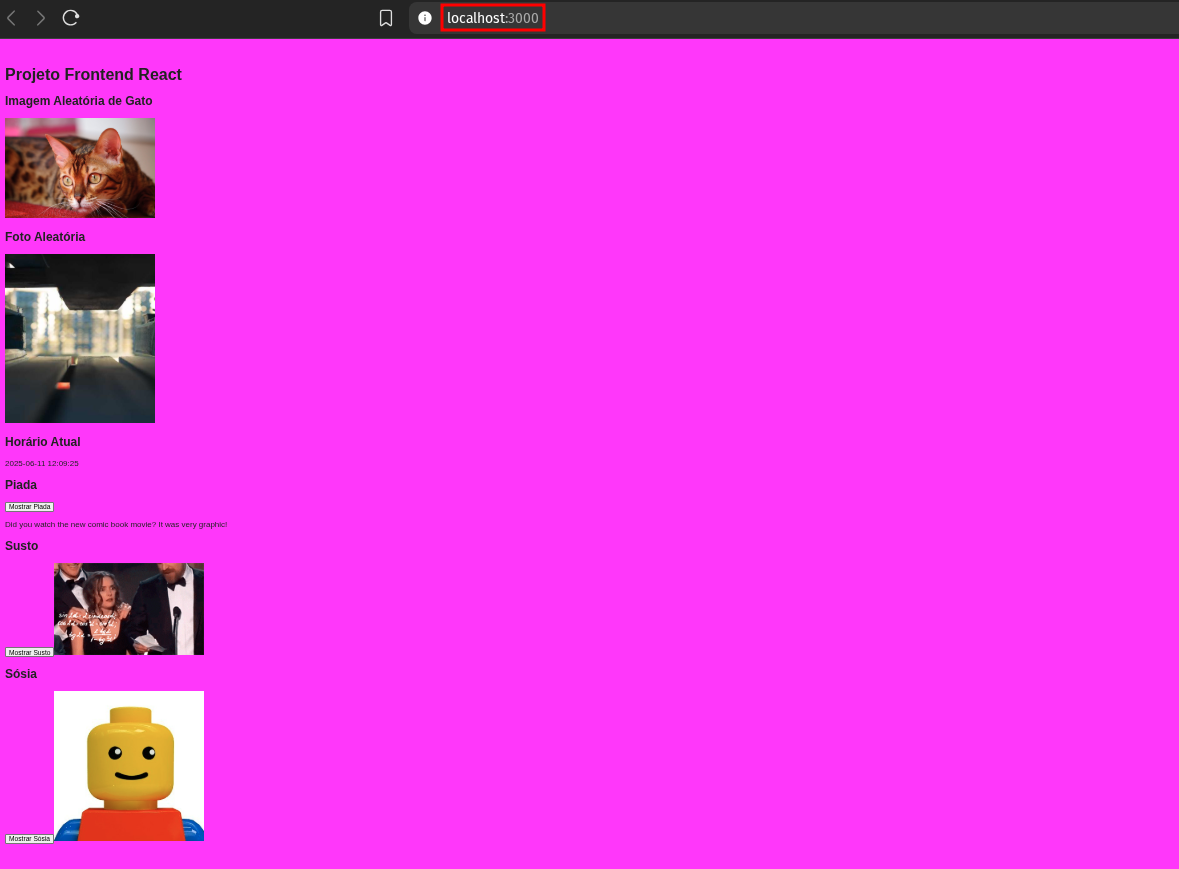 localhost:3000
Projeto Frontend React
Imagem Aleatória de Gato
Foto Aleatória
Horário Atual
2025-06-11 12:09:25
Piada
Mostrar Piada
Did you watch the new comic book movie? It was very graphic!
Susto
Mostrar Susto
Sósia
Mostrar Sósia